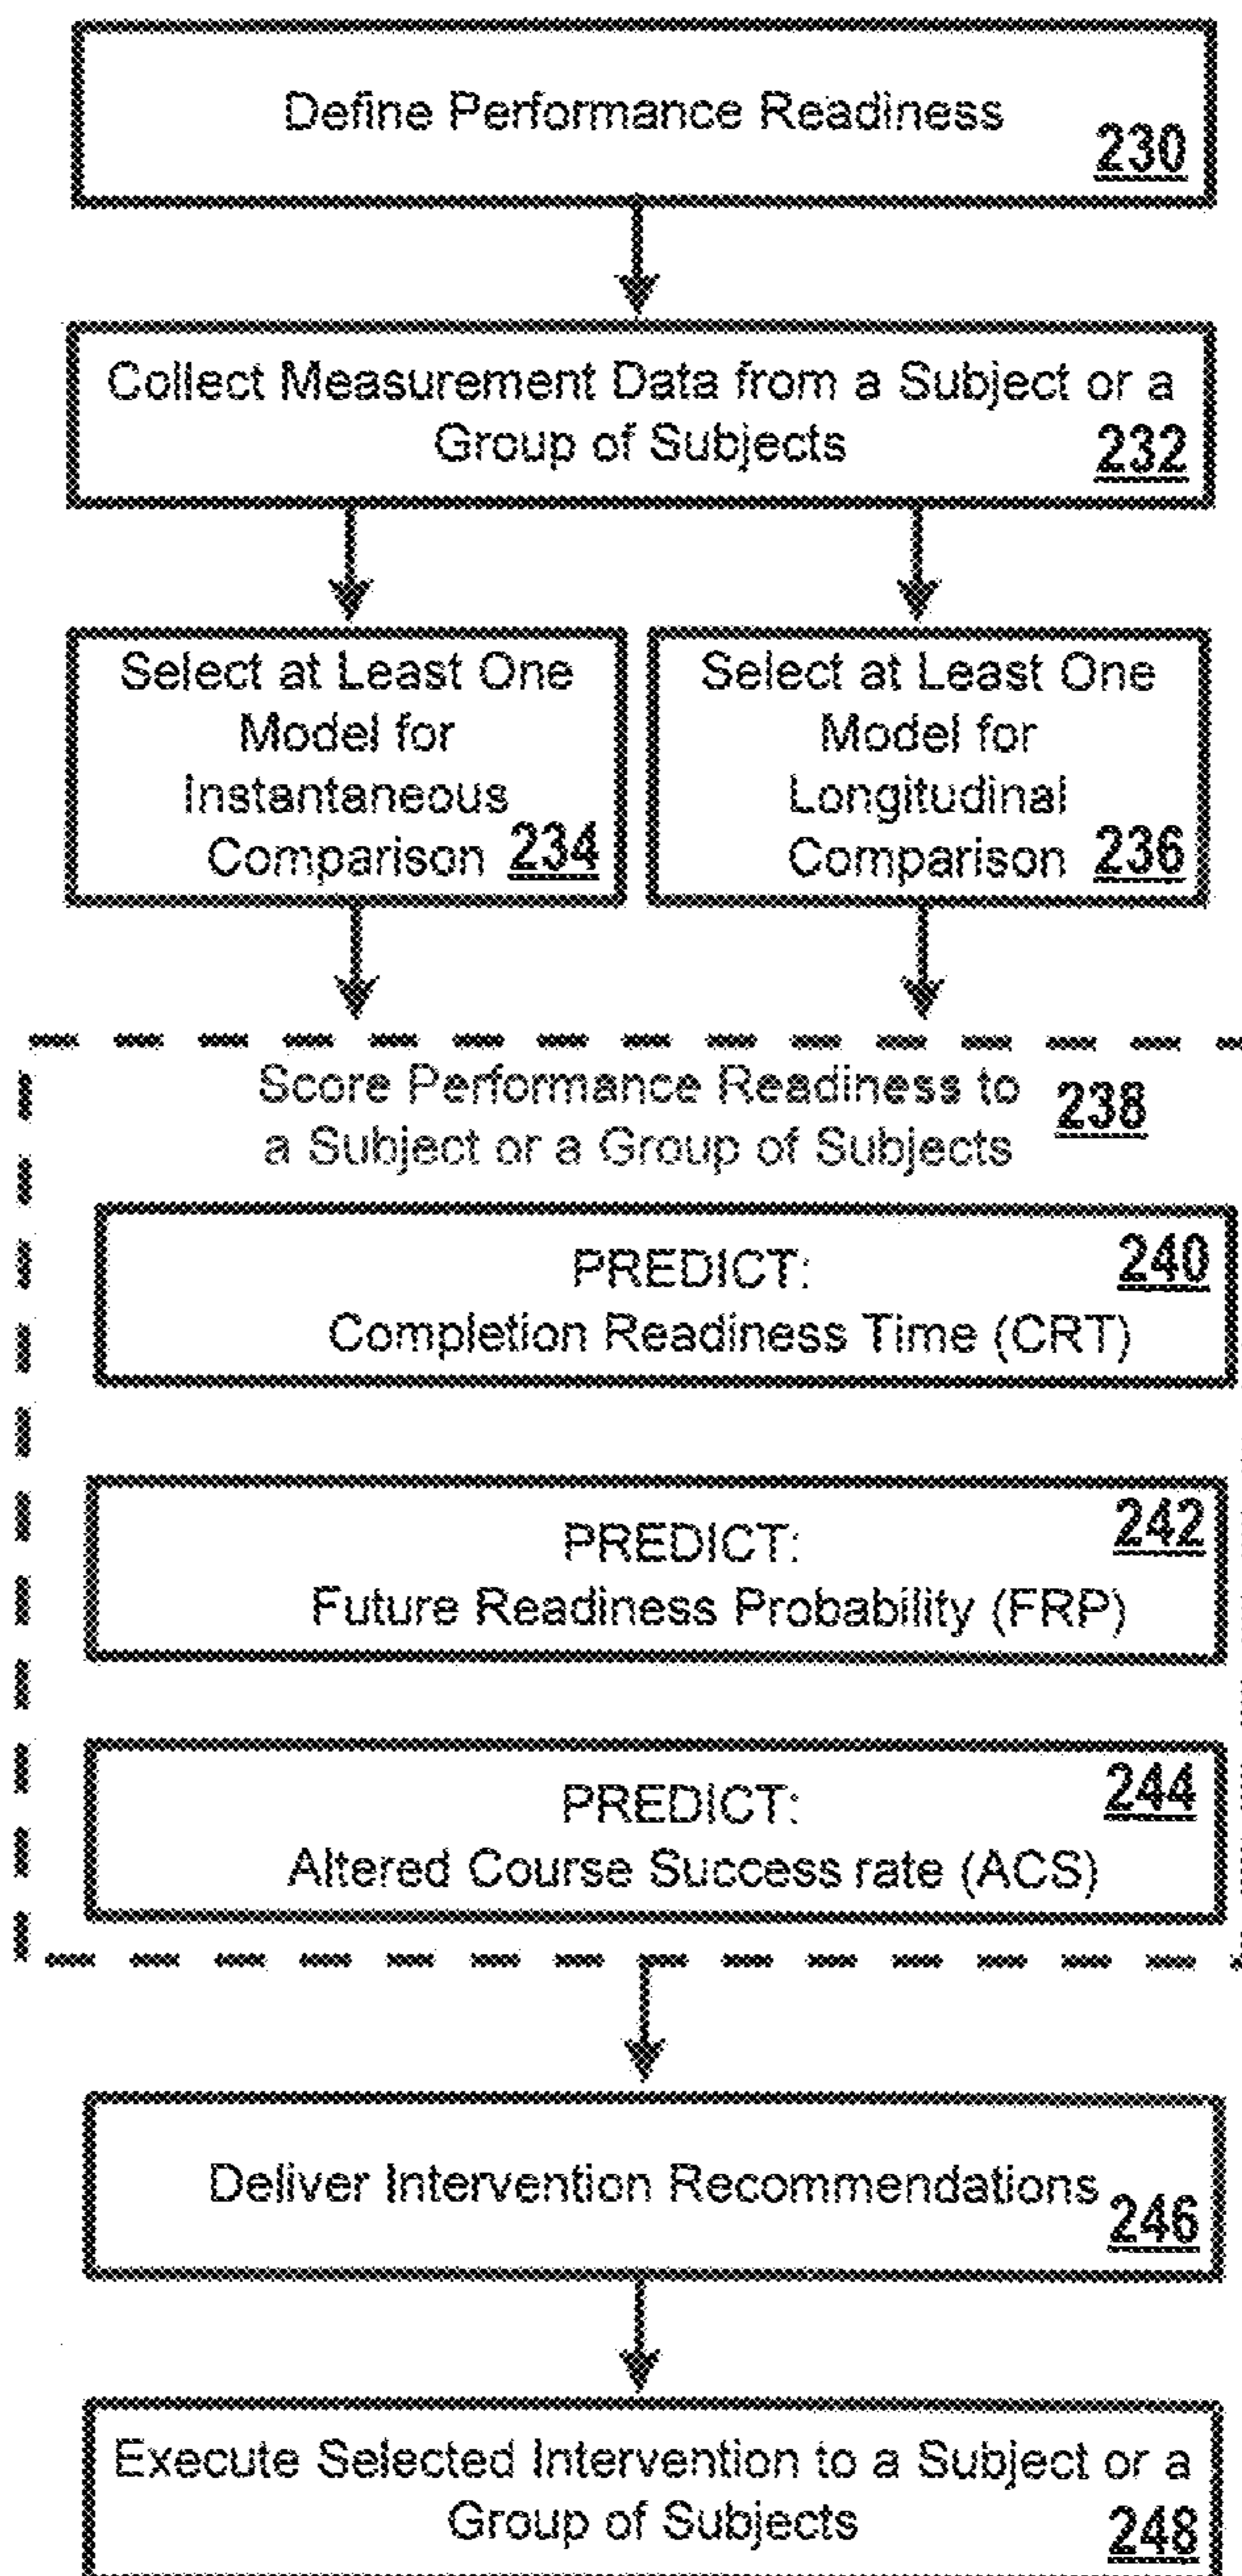 Define Performance Readiness
230
Collect Measurement Data from a Subject or a
Group of Subjects
232
Select at Least One
Model for
Instantaneous
Comparison 234
Select at Least One
Model for
Longitudinal
Comparison 236
Score Performance Readiness to
a Subject or a Group of Subjects
238
PREDICT:
240
Completion Readiness Time (CRT)
PREDICT:
242
Future Readiness Probability (FRP)
PREDICT:
244
Altered Course Success rate (ACS)
Deliver Intervention Recommendations
246
Execute Selected Intervention to a Subject or a
Group of Subjects
248